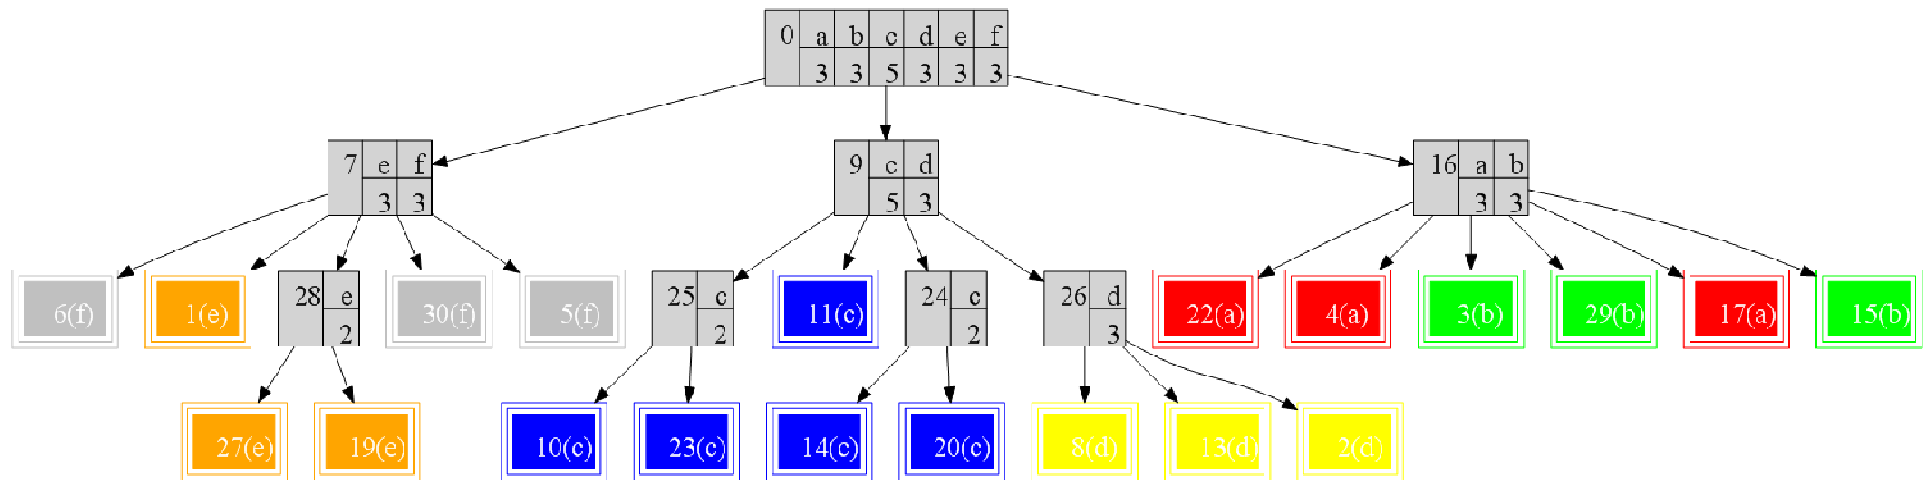 0 a b c d e f
3 3 5 3 3 3
7 e f
3 3
9 c d
5 3
16 a b
3 3
6(f)
1(e)
28 e
2
30(f)
5(f)
25 c
2
11(c)
24 c
2
26 d
3
22(a)
4(a)
3(b)
29(b)
17(a)
15(b)
27(e)
19(e)
10(c)
23(c)
14(c)
20(c)
8(d)
13(d)
2(d)